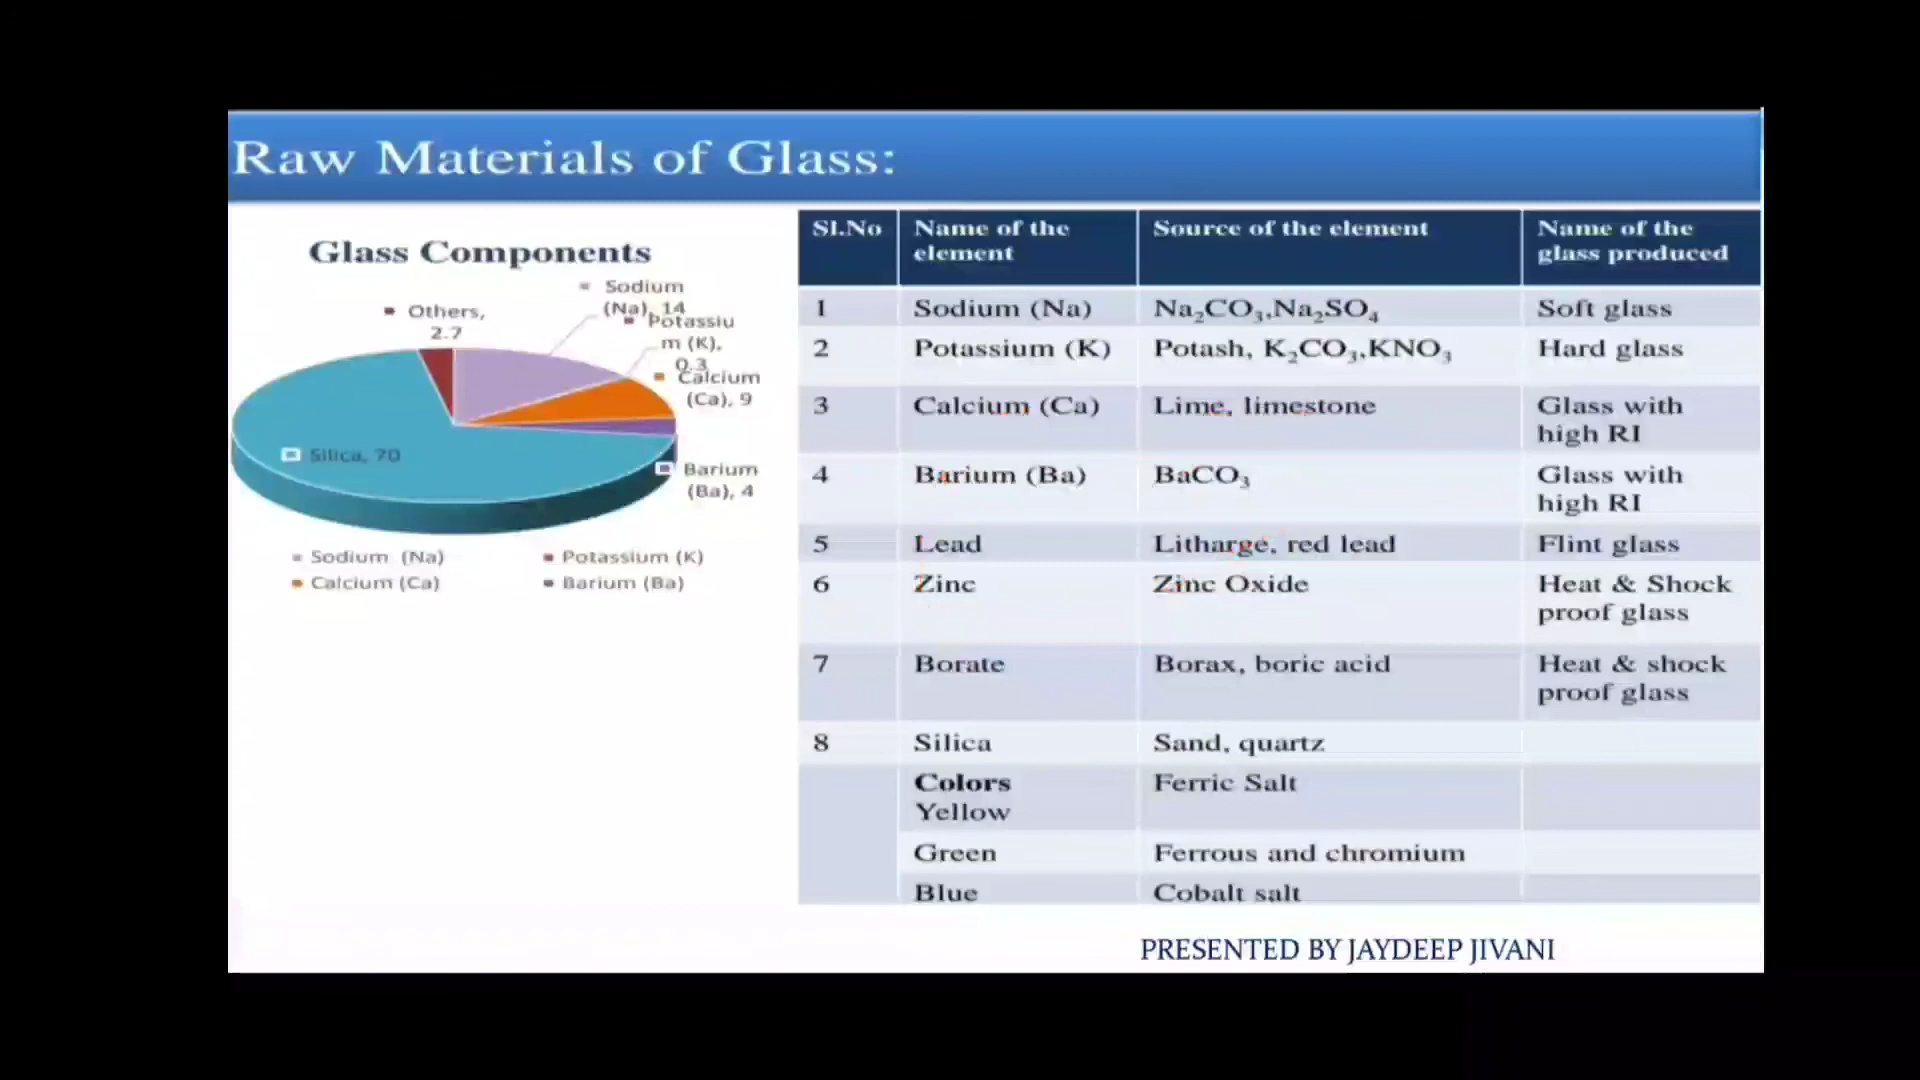 Raw Materials of Glass:
Glass Components
Sodium
(Na), 14
Potassiu
m (K),
0.3
Calcium
(Ca), 9
Others,
2.7
Silica, 70
Barium
(Ba), 4
Sodium (Na)
Potassium (K)
Calcium (Ca)
Barium (Ba)
Sl.No Name of the element Source of the element Name of the glass produced
1 Sodium (Na) Na₂CO₃,Na₂SO₄ Soft glass
2 Potassium (K) Potash, K₂CO₃,KNO₃ Hard glass
3 Calcium (Ca) Lime, limestone Glass with
high RI
4 Barium (Ba) BaCO₃ Glass with
high RI
5 Lead Litharge, red lead Flint glass
6 Zinc Zinc Oxide Heat & Shock
proof glass
7 Borate Borax, boric acid Heat & shock
proof glass
8 Silica Sand, quartz
Colors Ferric Salt
Yellow
Green Ferrous and chromium
Blue Cobalt salt
PRESENTED BY JAYDEEP JIVANI